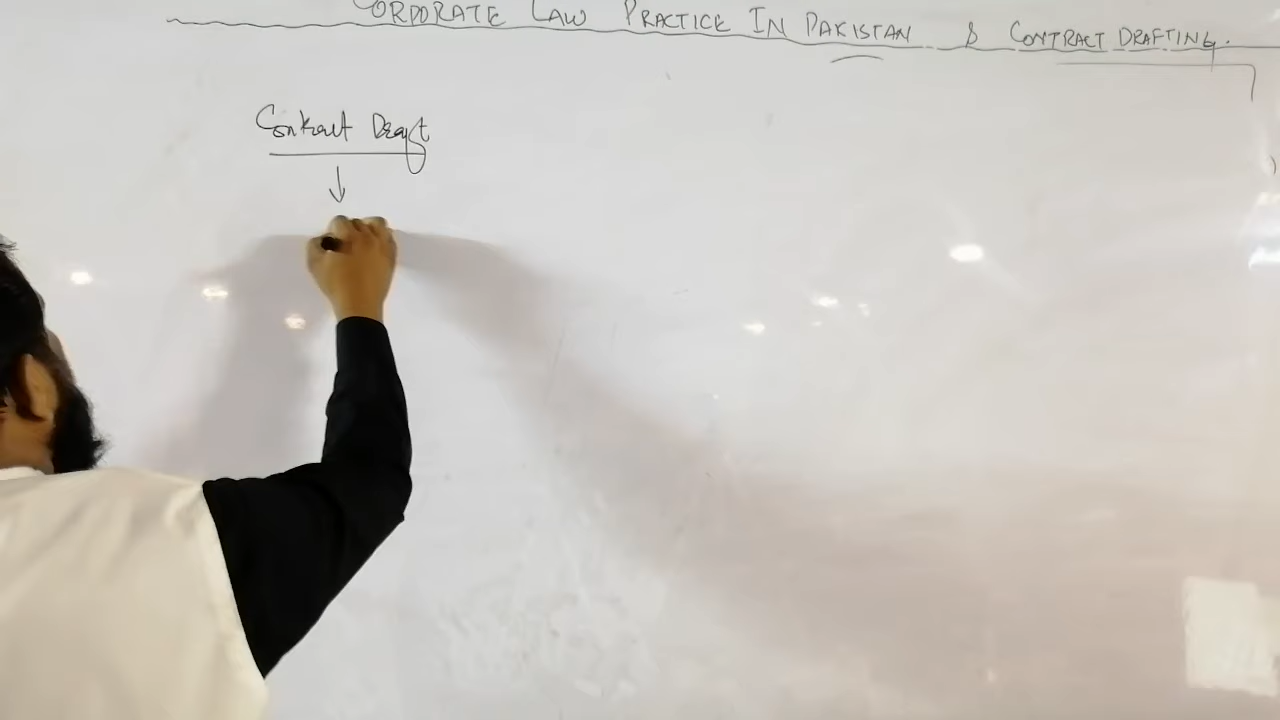 CORPORATE LAW PRACTICE IN PAKISTAN & CONTRACT DRAFTING.
Contract Draft